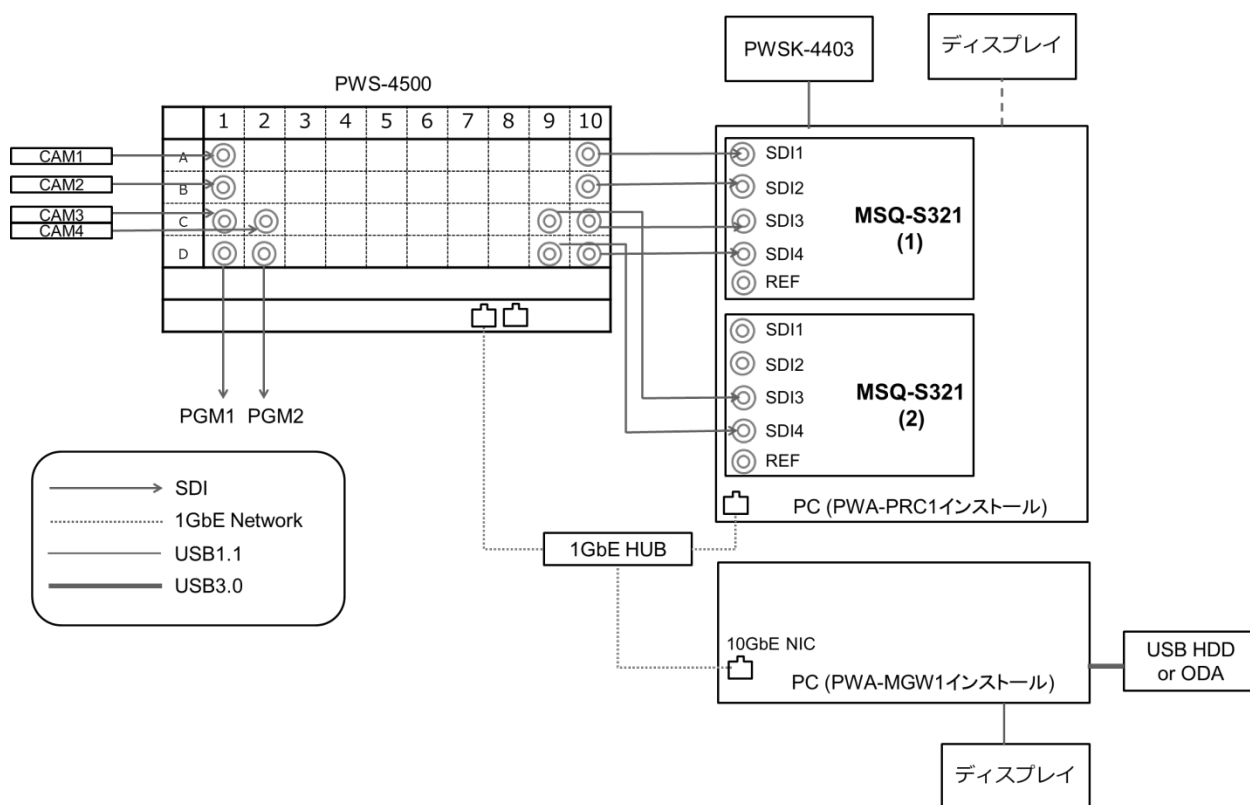 PWS-4500
1 2 3 4 5 6 7 8 9 10
A
B
C
D
CAM1
CAM2
CAM3
CAM4
PGM1 PGM2
PWSK-4403
ディスプレイ
SDI1
SDI2
SDI3
SDI4
REF
MSQ-S321
(1)
SDI1
SDI2
SDI3
SDI4
REF
MSQ-S321
(2)
PC (PWA-PRC1インストール)
1GbE HUB
10GbE NIC
PC (PWA-MGW1インストール)
USB HDD
or ODA
ディスプレイ
SDI
1GbE Network
USB1.1
USB3.0